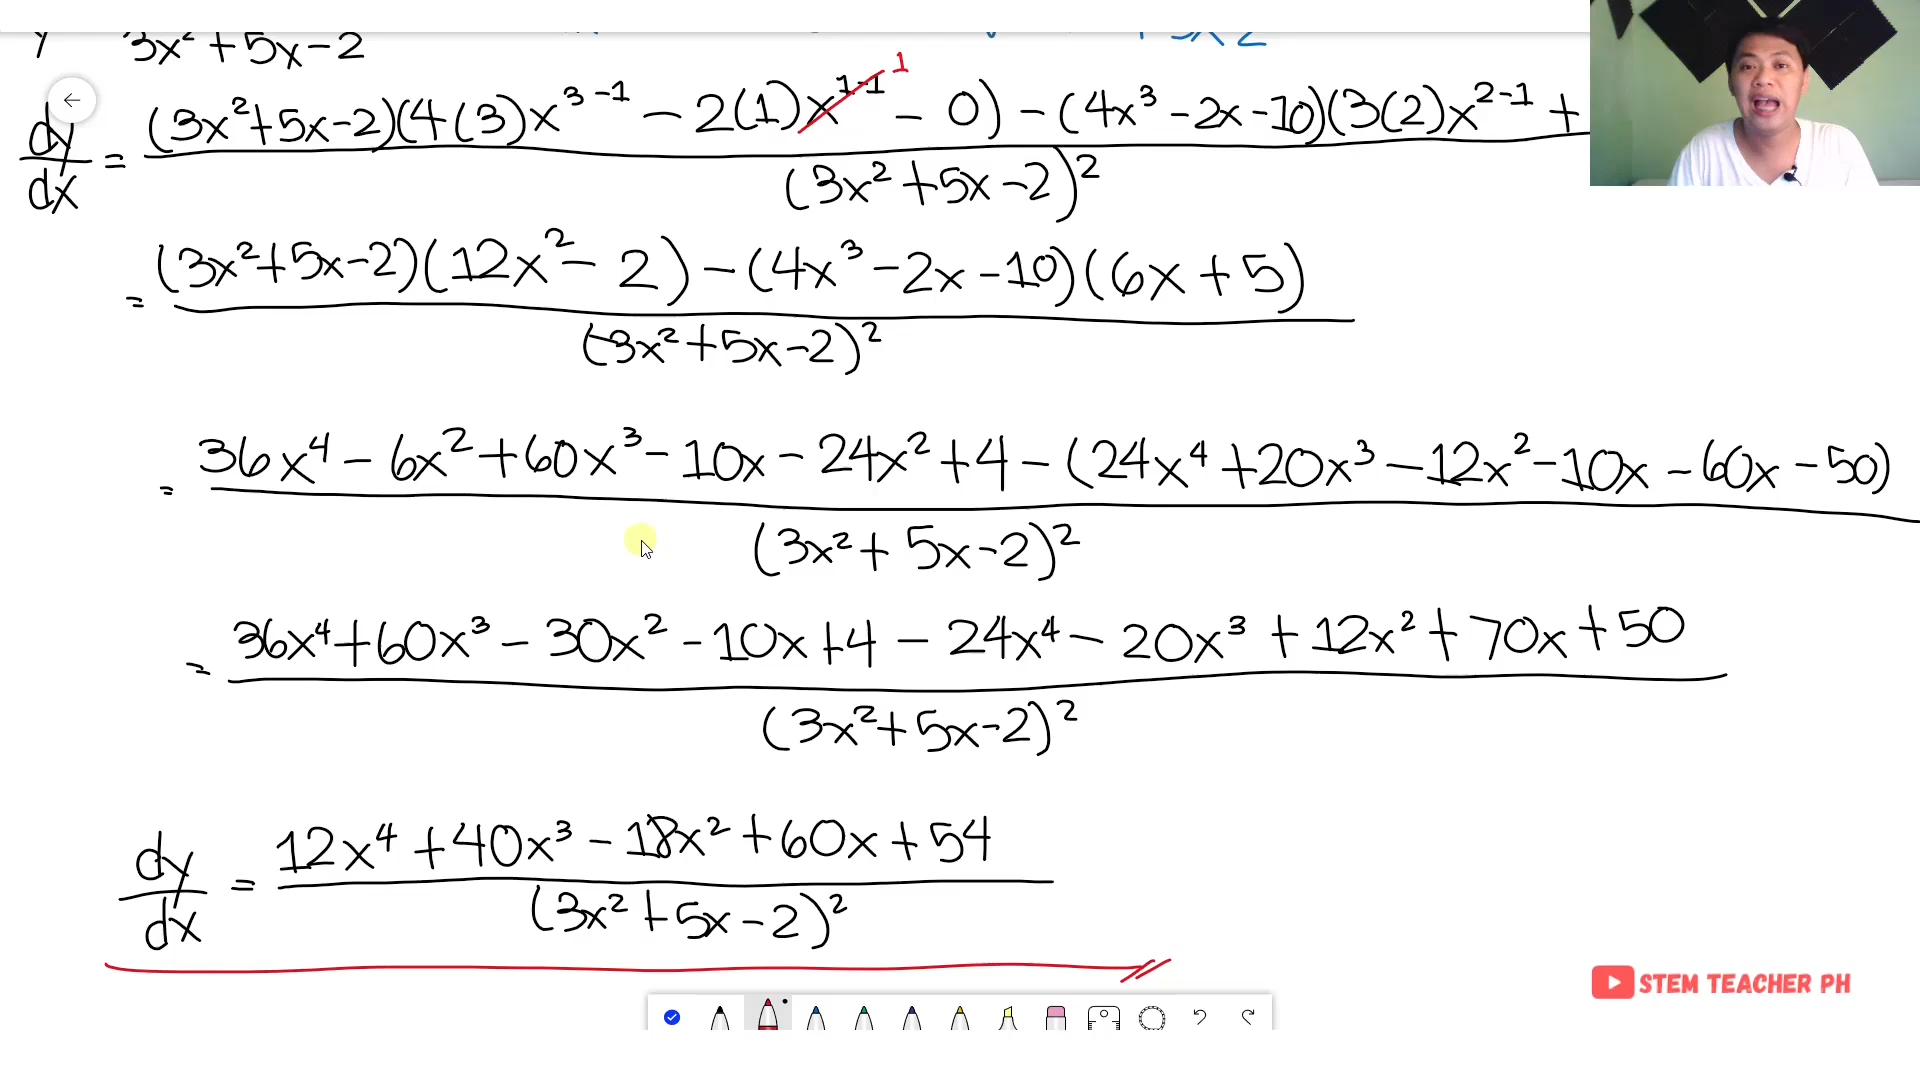 3x² + 5x - 2
dy/dx = (3x²+5x-2)(4(3)x³⁻¹ - 2(1)x¹⁻¹ - 0) - (4x³ - 2x - 10)(3(2)x²⁻¹ +
1
(3x² + 5x - 2)²
= (3x²+5x-2)(12x² - 2) - (4x³ - 2x - 10)(6x + 5)
(3x² + 5x - 2)²
= 36x⁴ - 6x² + 60x³ - 10x - 24x² + 4 - (24x⁴ + 20x³ - 12x² - 10x - 60x - 50)
(3x² + 5x - 2)²
= 36x⁴ + 60x³ - 30x² - 10x + 4 - 24x⁴ - 20x³ + 12x² + 70x + 50
(3x² + 5x - 2)²
dy/dx = 12x⁴ + 40x³ - 18x² + 60x + 54
(3x² + 5x - 2)²
STEM TEACHER PH